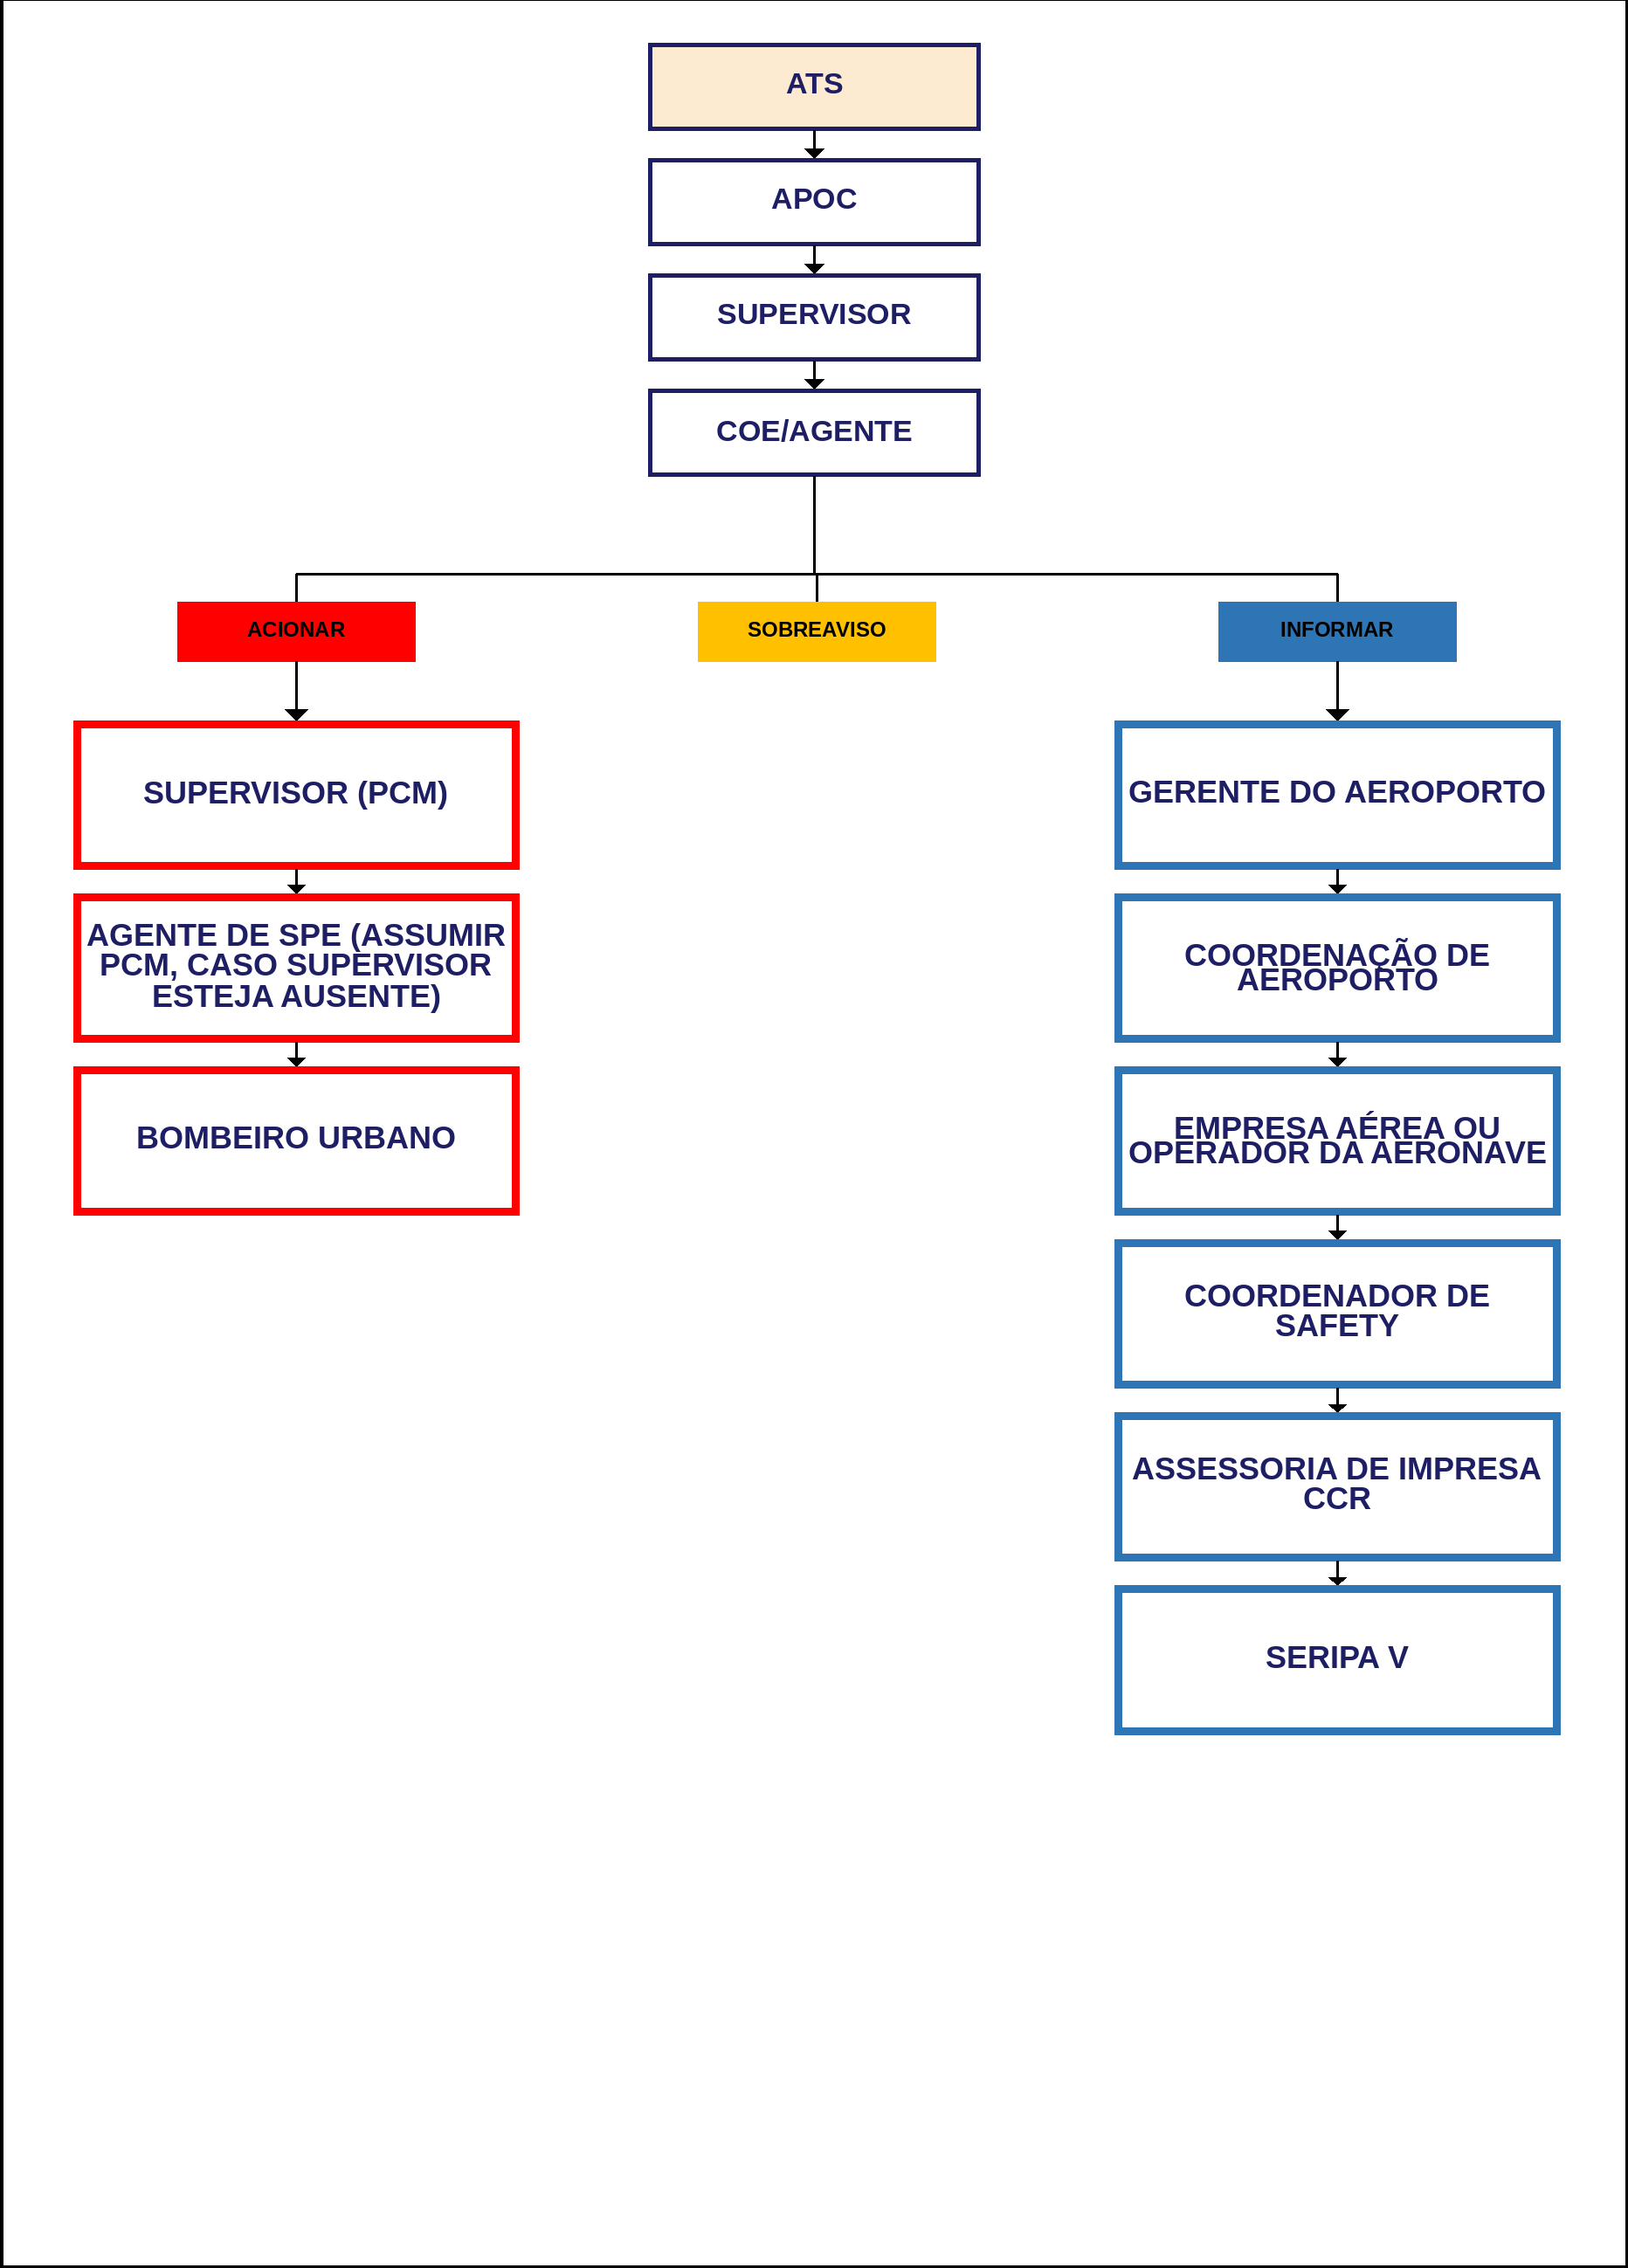 ATS
APOC
SUPERVISOR
COE/AGENTE
ACIONAR
SOBREAVISO
INFORMAR
SUPERVISOR (PCM)
AGENTE DE SPE (ASSUMIR
PCM, CASO SUPERVISOR
ESTEJA AUSENTE)
BOMBEIRO URBANO
GERENTE DO AEROPORTO
COORDENAÇÃO DE
AEROPORTO
EMPRESA AÉREA OU
OPERADOR DA AERONAVE
COORDENADOR DE
SAFETY
ASSESSORIA DE IMPRESA
CCR
SERIPA V